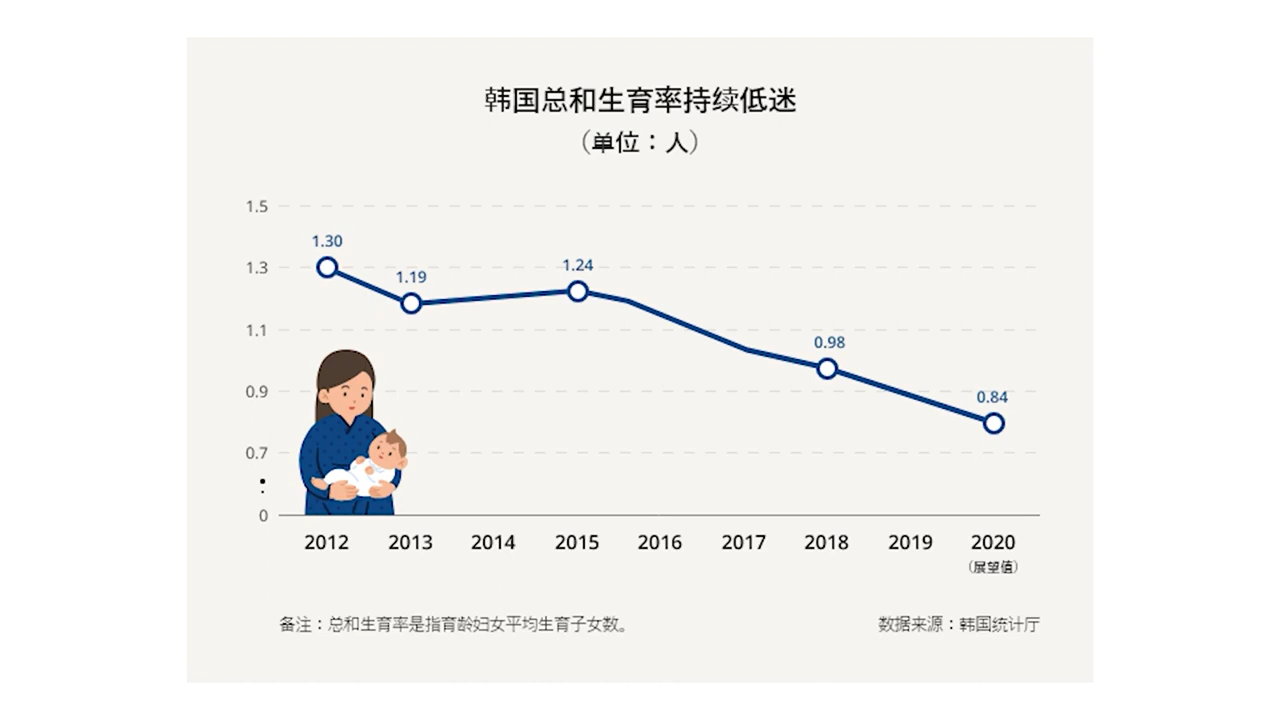 韩国总和生育率持续低迷
（单位：人）
1.5
1.3
1.1
0.9
0.7
0
1.30
1.19
1.24
0.98
0.84
2012 2013 2014 2015 2016 2017 2018 2019 2020
（展望值）
备注：总和生育率是指育龄妇女平均生育子女数。
数据来源：韩国统计厅